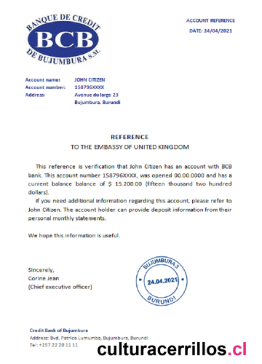 BANQUE DE CREDIT
BCB
DE BUJUMBURA S.M.
ACCOUNT REFERENCE
DATE: 24/04/2021
Account name: JOHN CITIZEN
Account number: 158796XXXX
Address: Avenue du large 23
Bujumbura, Burundi
REFERENCE
TO THE EMBASSY OF UNITED KINGDOM
This reference is verification that John Citizen has an account with BCB
bank. This account number 158796XXXX, was opened 00.00.0000 and has a
current balance balance of $ 15.200.00 (fifteen thousand two hundred
dollars).
If you need additional information regarding this account, please refer to
John Citizen. The account holder can provide deposit information from their
personal monthly statements.
We hope this information is useful.
Sincerely,
Corine Jean
(Chief executive officer)
BUJUMBURA
24.04.2021
BURUNDI
Credit Bank of Bujumbura
Address: Bvd. Patrice Lumumba, Bujumbura, Burundi
Tel: +257 22 20 11 11
culturacerrillos.cl